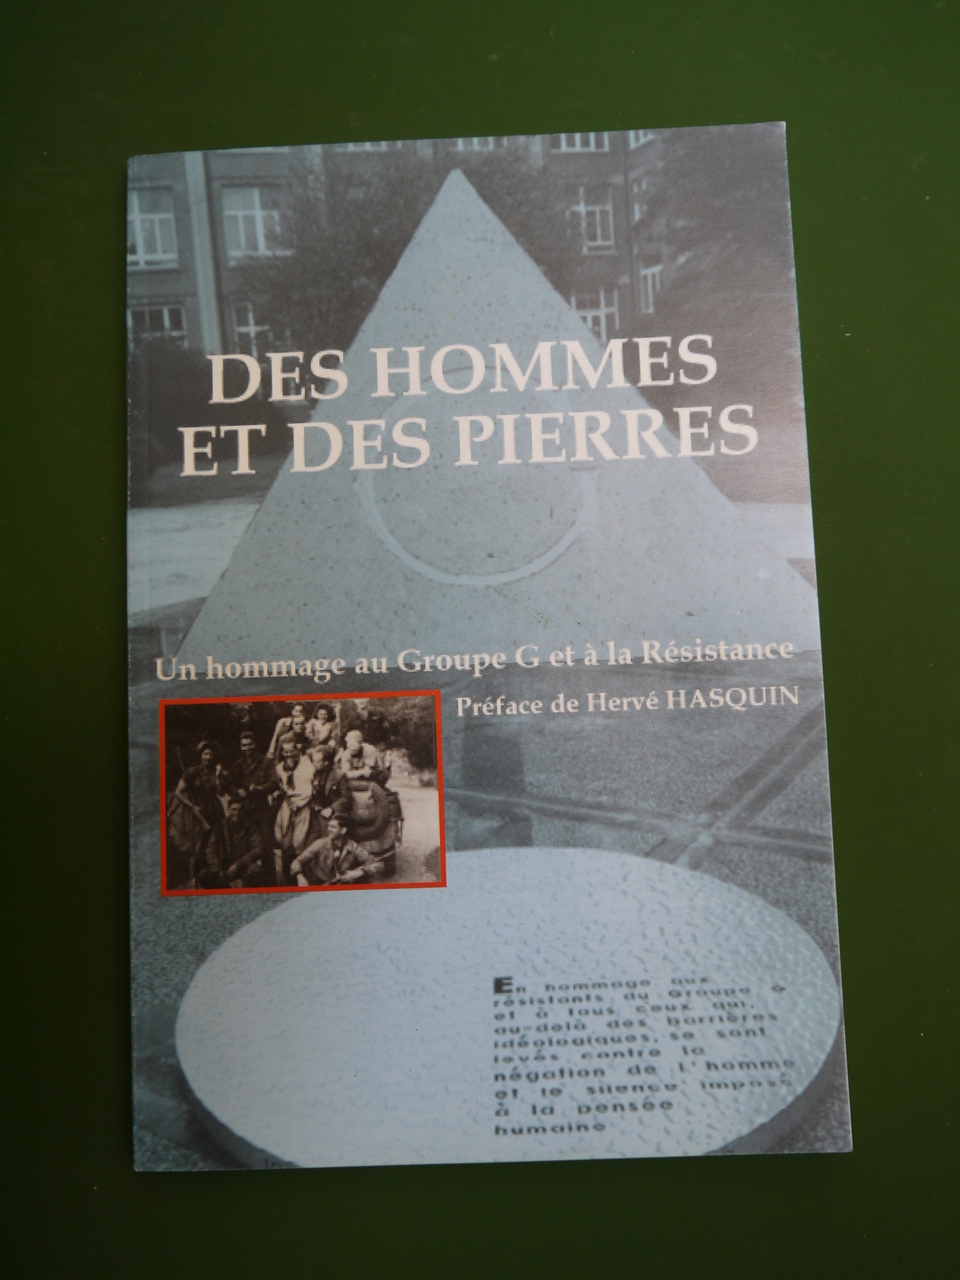 DES HOMMES
ET DES PIERRES
Un hommage au Groupe G et à la Résistance
Préface de Hervé HASQUIN
En hommage aux
résistants du Groupe G
et à tous ceux qui,
au-delà des barrières
idéologiques, se sont
levés contre la
négation de l'homme
et le silence imposé
à la pensée
humaine